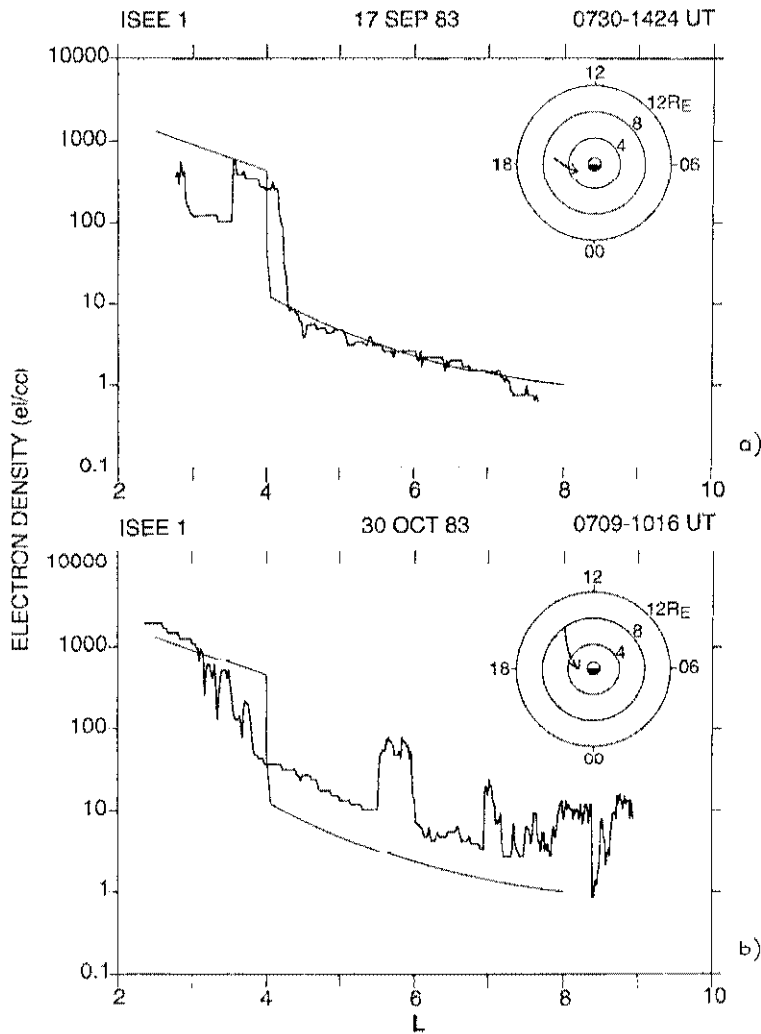 ISEE 1 17 SEP 83 0730-1424 UT
10000
1000
100
10
1
0.1
2 4 6 8 10
12
12RE
8
4
18 06
00
a)
ELECTRON DENSITY (el/cc)
ISEE 1 30 OCT 83 0709-1016 UT
10000
1000
100
10
1
0.1
12
12RE
8
4
18 06
00
b)
2 4 6 8 10
L